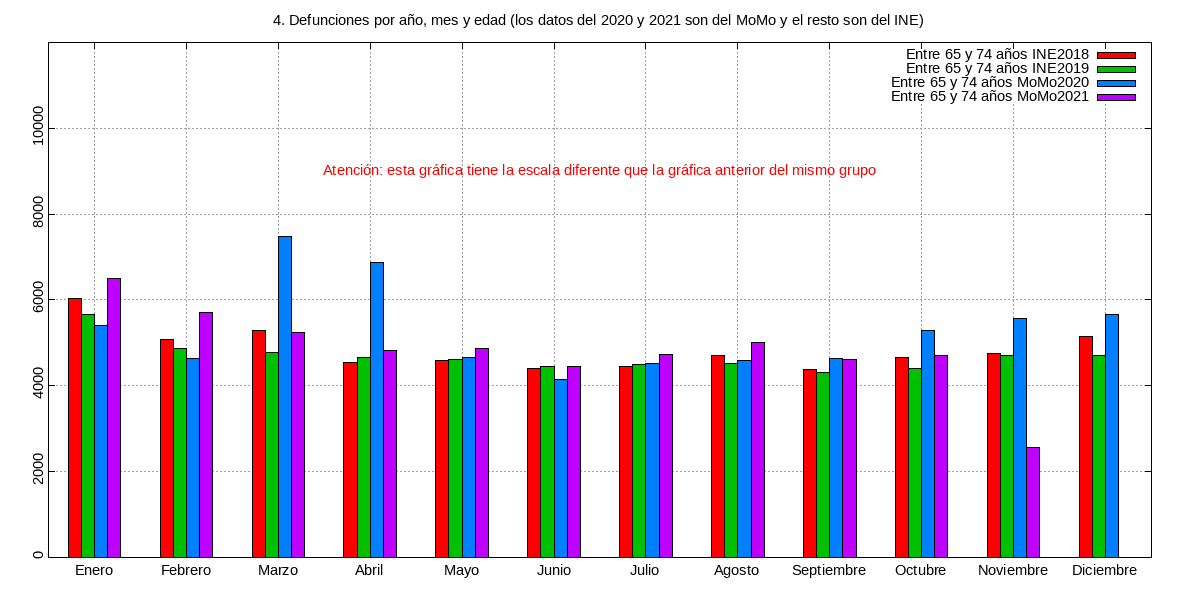 4. Defunciones por año, mes y edad (los datos del 2020 y 2021 son del MoMo y el resto son del INE)
Entre 65 y 74 años INE2018
Entre 65 y 74 años INE2019
Entre 65 y 74 años MoMo2020
Entre 65 y 74 años MoMo2021
Atención: esta gráfica tiene la escala diferente que la gráfica anterior del mismo grupo
10000
8000
6000
4000
2000
0
Enero Febrero Marzo Abril Mayo Junio Julio Agosto Septiembre Octubre Noviembre Diciembre